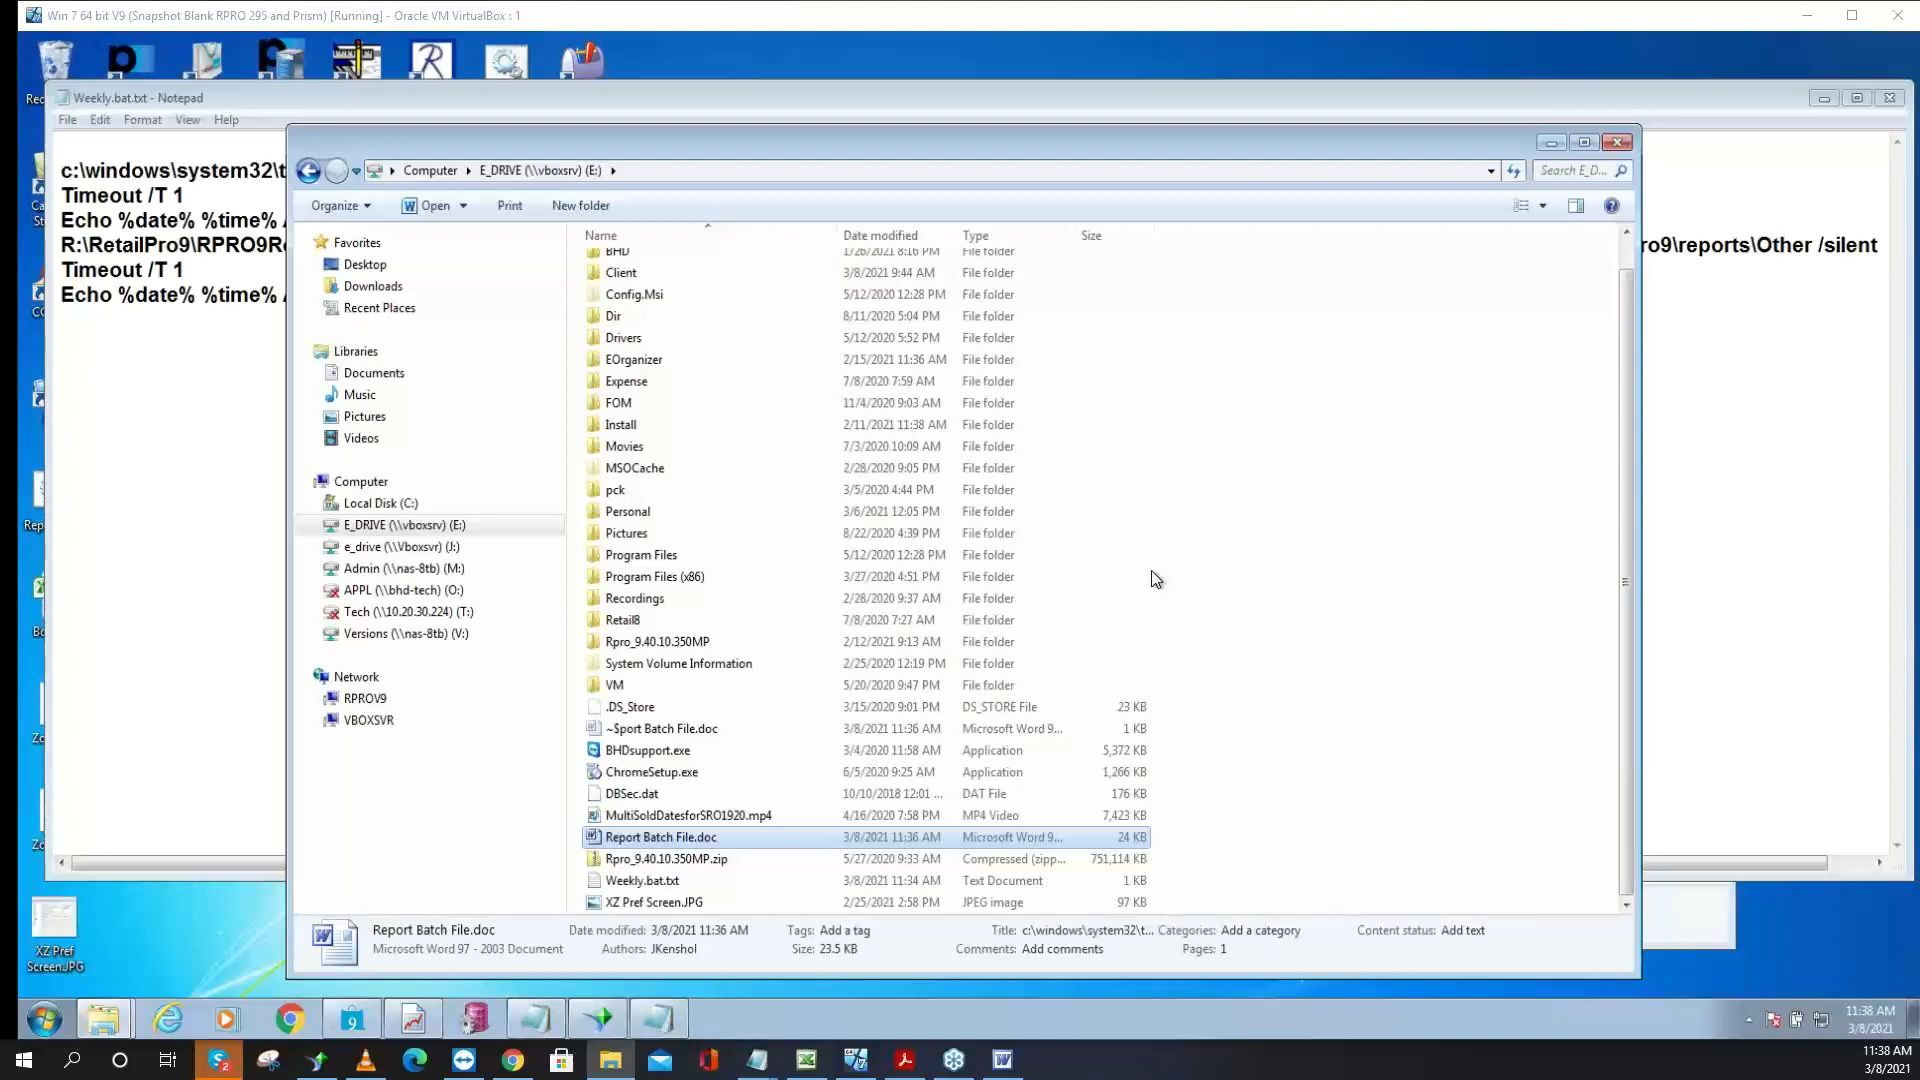 Win 7 64 bit V9 (Snapshot Blank RPRO 295 and Prism) [Running] - Oracle VM VirtualBox : 1
Weekly.bat.txt - Notepad
File Edit Format View Help
c:\windows\system32\t
Timeout /T 1
Echo %date% %time%
R:\RetailPro9\RPRO9R
Timeout /T 1
Echo %date% %time%
ro9\reports\Other /silent
Computer E_DRIVE (\\vboxsrv) (E:)
Search E_D...
Organize Open Print New folder
Favorites
Desktop
Downloads
Recent Places
Libraries
Documents
Music
Pictures
Videos
Computer
Local Disk (C:)
E_DRIVE (\\vboxsrv) (E:)
e_drive (\\Vboxsvr) (J:)
Admin (\\nas-8tb) (M:)
APPL (\\bhd-tech) (O:)
Tech (\\10.20.30.224) (T:)
Versions (\\nas-8tb) (V:)
Network
RPROV9
VBOXSVR
Name Date modified Type Size
BHD 1/26/2021 8:16 PM File folder
Client 3/8/2021 9:44 AM File folder
Config.Msi 5/12/2020 12:28 PM File folder
Dir 8/11/2020 5:04 PM File folder
Drivers 5/12/2020 5:52 PM File folder
EOrganizer 2/15/2021 11:36 AM File folder
Expense 7/8/2020 7:59 AM File folder
FOM 11/4/2020 9:03 AM File folder
Install 2/11/2021 11:38 AM File folder
Movies 7/3/2020 10:09 AM File folder
MSOCache 2/28/2020 9:05 PM File folder
pck 3/5/2020 4:44 PM File folder
Personal 3/6/2021 12:05 PM File folder
Pictures 8/22/2020 4:39 PM File folder
Program Files 5/12/2020 12:28 PM File folder
Program Files (x86) 3/27/2020 4:51 PM File folder
Recordings 2/28/2020 9:37 AM File folder
Retail8 7/8/2020 7:27 AM File folder
Rpro_9.40.10.350MP 2/12/2021 9:13 AM File folder
System Volume Information 2/25/2020 12:19 PM File folder
VM 5/20/2020 9:47 PM File folder
.DS_Store 3/15/2020 9:01 PM DS_STORE File 23 KB
~$port Batch File.doc 3/8/2021 11:36 AM Microsoft Word 9... 1 KB
BHDsupport.exe 3/4/2020 11:58 AM Application 5,372 KB
ChromeSetup.exe 6/5/2020 9:25 AM Application 1,266 KB
DBSec.dat 10/10/2018 12:01 ... DAT File 176 KB
MultiSoldDatesforSRO1920.mp4 4/16/2020 7:58 PM MP4 Video 7,423 KB
Report Batch File.doc 3/8/2021 11:36 AM Microsoft Word 9... 24 KB
Rpro_9.40.10.350MP.zip 5/27/2020 9:33 AM Compressed (zipp... 751,114 KB
Weekly.bat.txt 3/8/2021 11:34 AM Text Document 1 KB
XZ Pref Screen.JPG 2/25/2021 2:58 PM JPEG image 97 KB
Report Batch File.doc Date modified: 3/8/2021 11:36 AM Tags: Add a tag Title: c:\windows\system32\t... Categories: Add a category Content status: Add text
Microsoft Word 97 - 2003 Document Authors: JKenshol Size: 23.5 KB Comments: Add comments Pages: 1
XZ Pref
Screen.JPG
11:38 AM
3/8/2021
11:38 AM
3/8/2021